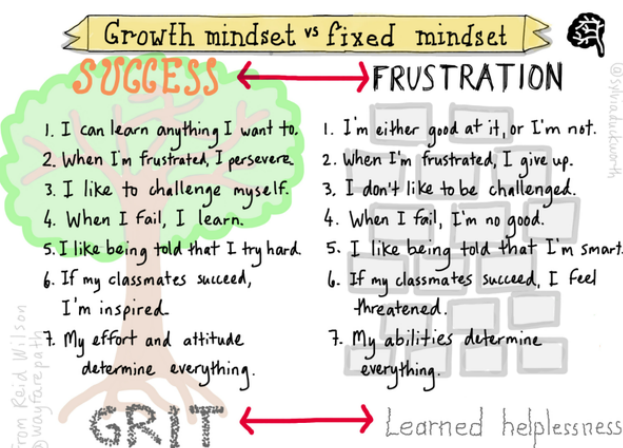 Growth mindset vs fixed mindset
SUCCESS FRUSTRATION
1. I can learn anything I want to.
2. When I'm frustrated, I persevere.
3. I like to challenge myself.
4. When I fail, I learn.
5. I like being told that I try hard.
6. If my classmates succeed,
I'm inspired.
7. My effort and attitude
determine everything.
1. I'm either good at it, or I'm not.
2. When I'm frustrated, I give up.
3. I don't like to be challenged.
4. When I fail, I'm no good.
5. I like being told that I'm smart.
6. If my classmates succeed, I feel
threatened.
7. My abilities determine
everything.
GRIT Learned helplessness
@sylviaduckworth
From Reid Wilson
@wayfarepath